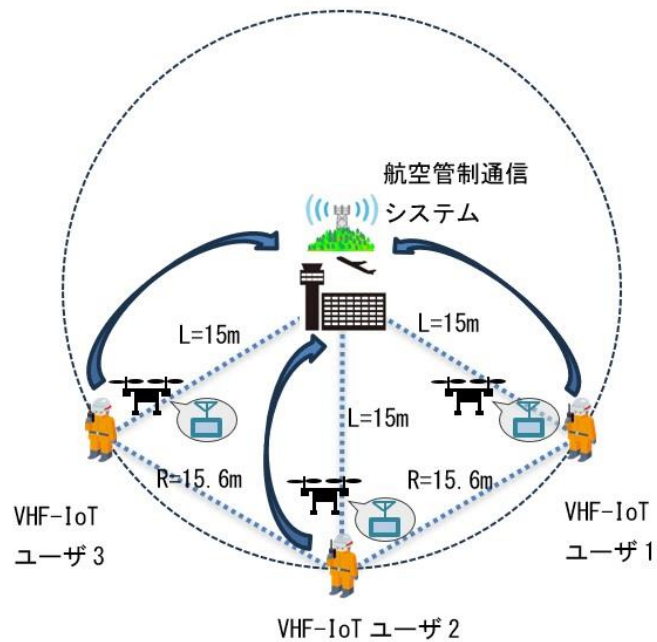 航空管制通信
システム
L=15m
L=15m
L=15m
R=15.6m
R=15.6m
VHF-IoT
ユーザ3
VHF-IoT
ユーザ1
VHF-IoT ユーザ2